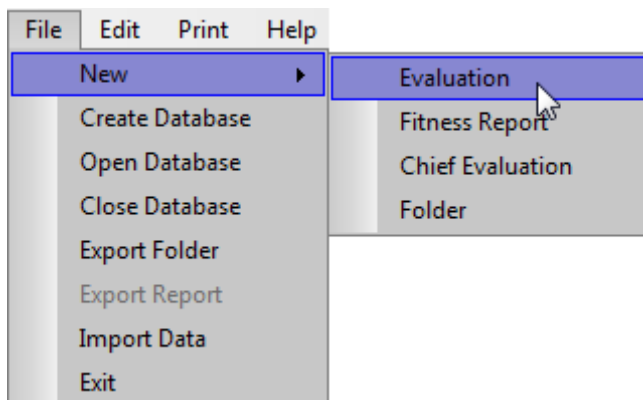 File Edit Print Help
New
Evaluation
Create Database
Fitness Report
Open Database
Chief Evaluation
Close Database
Folder
Export Folder
Export Report
Import Data
Exit